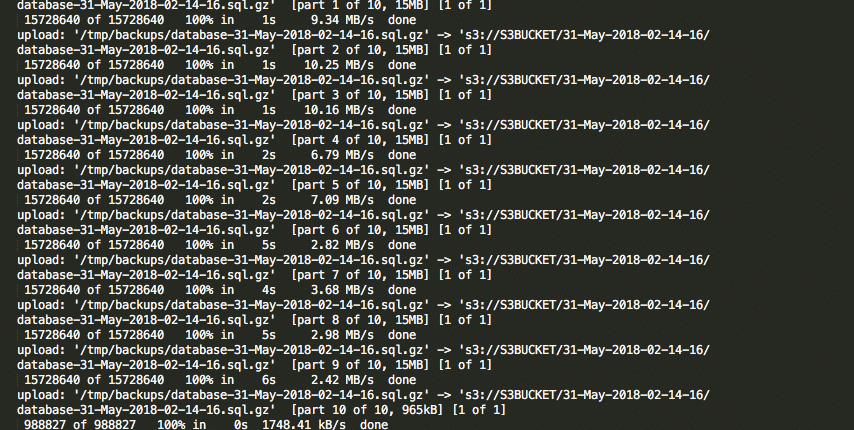 database-31-May-2018-02-14-16.sql.gz' [part 1 of 10, 15MB] [1 of 1]
15728640 of 15728640 100% in 1s 9.34 MB/s done
upload: '/tmp/backups/database-31-May-2018-02-14-16.sql.gz' -> 's3://S3BUCKET/31-May-2018-02-14-16/
database-31-May-2018-02-14-16.sql.gz' [part 2 of 10, 15MB] [1 of 1]
15728640 of 15728640 100% in 1s 10.25 MB/s done
upload: '/tmp/backups/database-31-May-2018-02-14-16.sql.gz' -> 's3://S3BUCKET/31-May-2018-02-14-16/
database-31-May-2018-02-14-16.sql.gz' [part 3 of 10, 15MB] [1 of 1]
15728640 of 15728640 100% in 1s 10.16 MB/s done
upload: '/tmp/backups/database-31-May-2018-02-14-16.sql.gz' -> 's3://S3BUCKET/31-May-2018-02-14-16/
database-31-May-2018-02-14-16.sql.gz' [part 4 of 10, 15MB] [1 of 1]
15728640 of 15728640 100% in 2s 6.79 MB/s done
upload: '/tmp/backups/database-31-May-2018-02-14-16.sql.gz' -> 's3://S3BUCKET/31-May-2018-02-14-16/
database-31-May-2018-02-14-16.sql.gz' [part 5 of 10, 15MB] [1 of 1]
15728640 of 15728640 100% in 2s 7.09 MB/s done
upload: '/tmp/backups/database-31-May-2018-02-14-16.sql.gz' -> 's3://S3BUCKET/31-May-2018-02-14-16/
database-31-May-2018-02-14-16.sql.gz' [part 6 of 10, 15MB] [1 of 1]
15728640 of 15728640 100% in 5s 2.82 MB/s done
upload: '/tmp/backups/database-31-May-2018-02-14-16.sql.gz' -> 's3://S3BUCKET/31-May-2018-02-14-16/
database-31-May-2018-02-14-16.sql.gz' [part 7 of 10, 15MB] [1 of 1]
15728640 of 15728640 100% in 4s 3.68 MB/s done
upload: '/tmp/backups/database-31-May-2018-02-14-16.sql.gz' -> 's3://S3BUCKET/31-May-2018-02-14-16/
database-31-May-2018-02-14-16.sql.gz' [part 8 of 10, 15MB] [1 of 1]
15728640 of 15728640 100% in 5s 2.98 MB/s done
upload: '/tmp/backups/database-31-May-2018-02-14-16.sql.gz' -> 's3://S3BUCKET/31-May-2018-02-14-16/
database-31-May-2018-02-14-16.sql.gz' [part 9 of 10, 15MB] [1 of 1]
15728640 of 15728640 100% in 6s 2.42 MB/s done
upload: '/tmp/backups/database-31-May-2018-02-14-16.sql.gz' -> 's3://S3BUCKET/31-May-2018-02-14-16/
database-31-May-2018-02-14-16.sql.gz' [part 10 of 10, 965kB] [1 of 1]
988827 of 988827 100% in 0s 1748.41 kB/s done